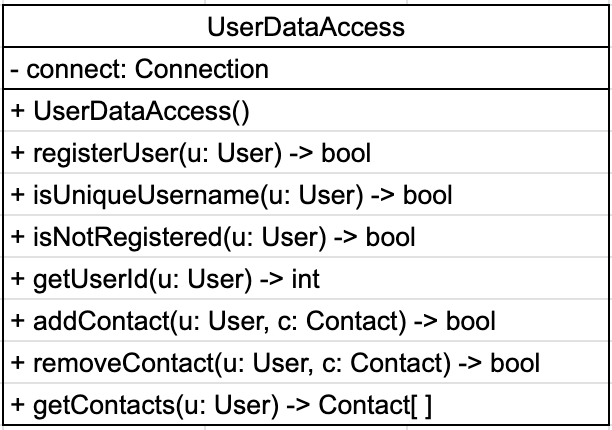 UserDataAccess
- connect: Connection
+ UserDataAccess()
+ registerUser(u: User) -> bool
+ isUniqueUsername(u: User) -> bool
+ isNotRegistered(u: User) -> bool
+ getUserId(u: User) -> int
+ addContact(u: User, c: Contact) -> bool
+ removeContact(u: User, c: Contact) -> bool
+ getContacts(u: User) -> Contact[ ]